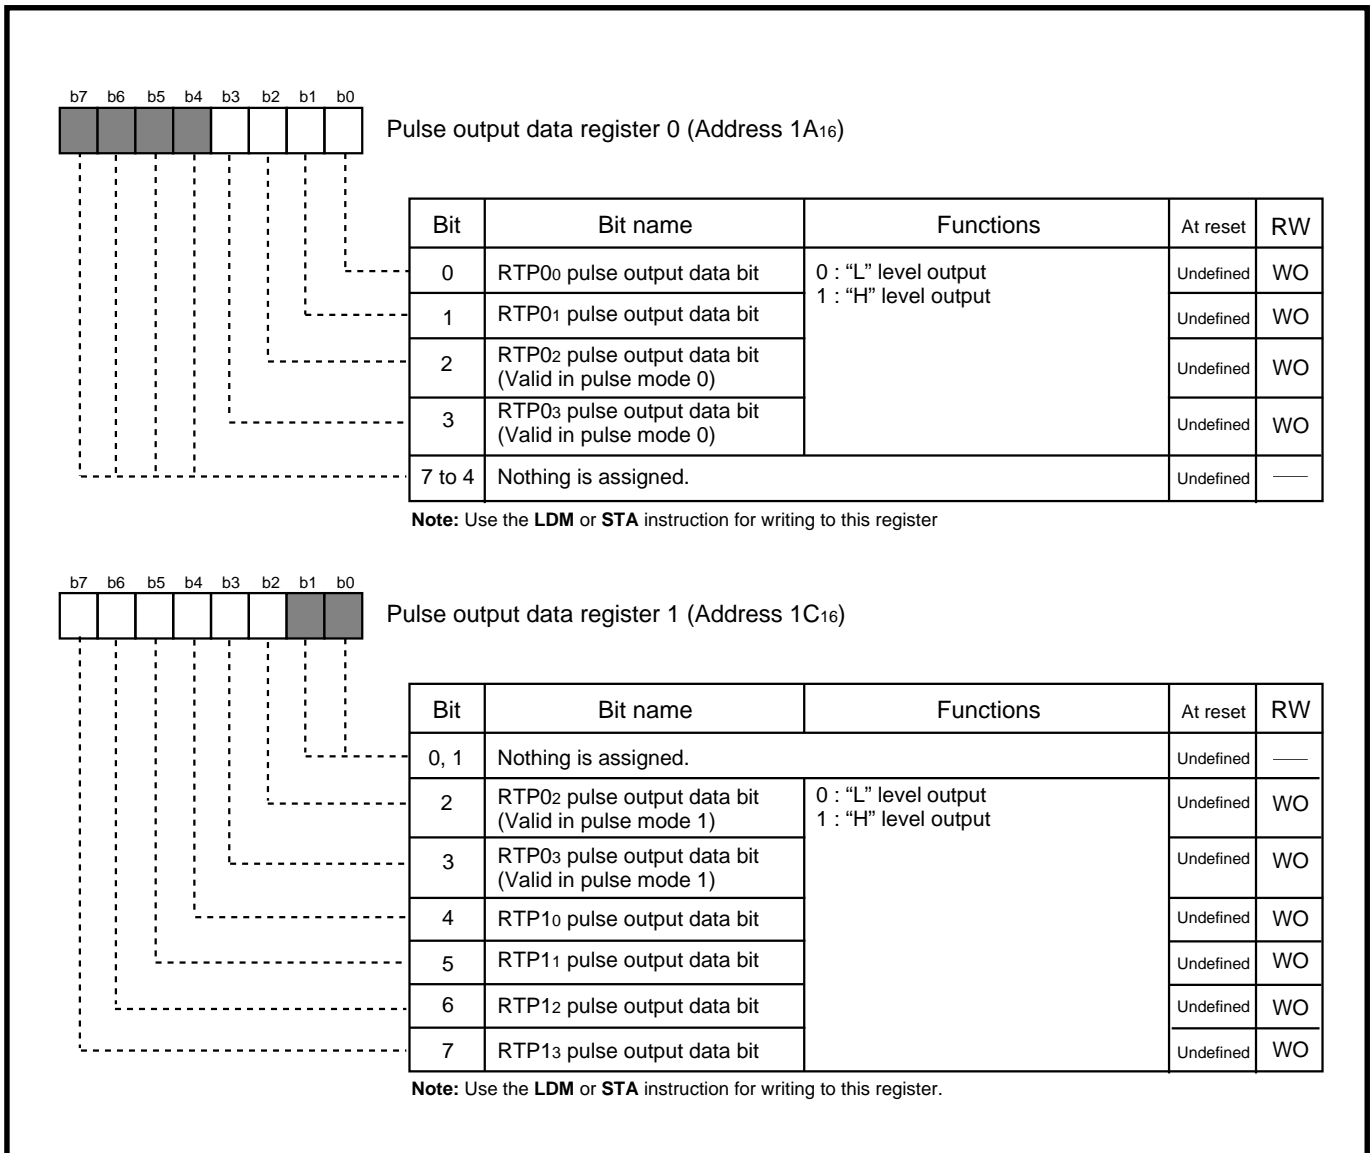 b7 b6 b5 b4 b3 b2 b1 b0
Pulse output data register 0 (Address 1A16)
Bit Bit name Functions At reset RW
0 RTP00 pulse output data bit 0 : “L” level output Undefined WO
1 : “H” level output
1 RTP01 pulse output data bit Undefined WO
2 RTP02 pulse output data bit Undefined WO
(Valid in pulse mode 0)
3 RTP03 pulse output data bit Undefined WO
(Valid in pulse mode 0)
7 to 4 Nothing is assigned. Undefined —
Note: Use the LDM or STA instruction for writing to this register
b7 b6 b5 b4 b3 b2 b1 b0
Pulse output data register 1 (Address 1C16)
Bit Bit name Functions At reset RW
0, 1 Nothing is assigned. Undefined —
2 RTP02 pulse output data bit 0 : “L” level output Undefined WO
(Valid in pulse mode 1) 1 : “H” level output
3 RTP03 pulse output data bit Undefined WO
(Valid in pulse mode 1)
4 RTP10 pulse output data bit Undefined WO
5 RTP11 pulse output data bit Undefined WO
6 RTP12 pulse output data bit Undefined WO
7 RTP13 pulse output data bit Undefined WO
Note: Use the LDM or STA instruction for writing to this register.